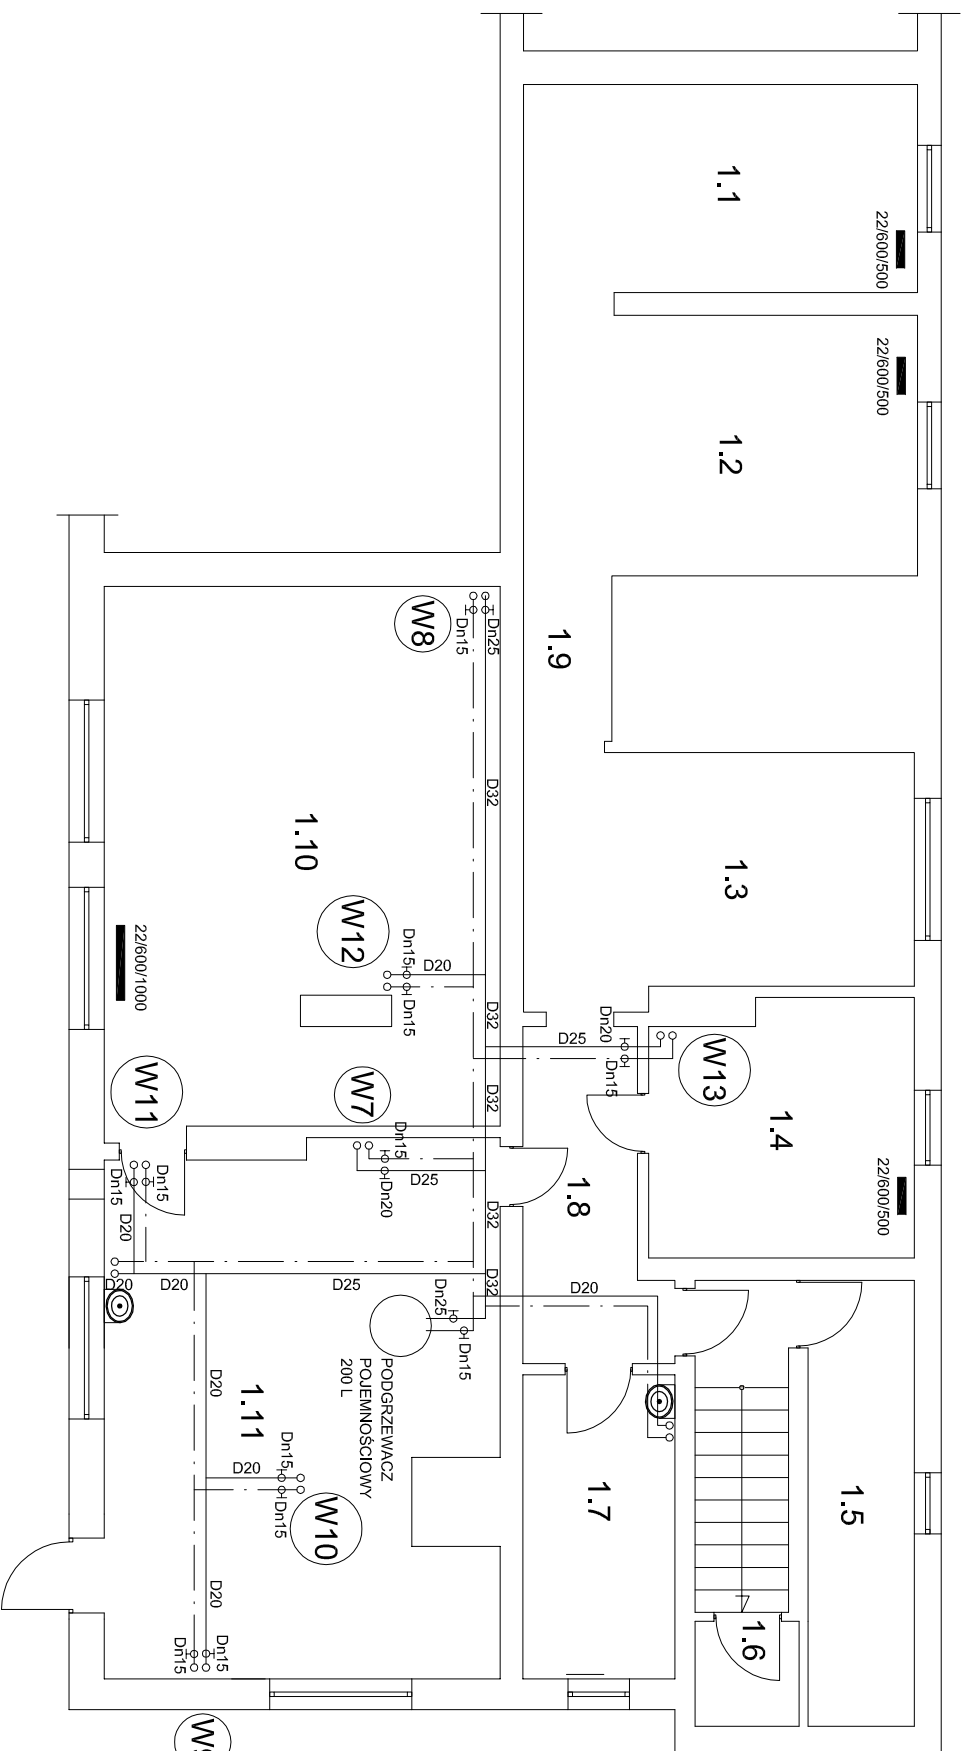 1.1
22/600/500
22/600/500
1.2
1.9
1.3
W8
Dn25
Dn15
D32
1.10
W12
Dn15
D20
Dn15
22/600/1000
D32
D25
Dn20
Dn15
W13
W11
W7
D32
1.4
22/600/500
Dn15
D25
Dn20
Dn15
Dn15
D20
1.8
D32
D20
D20
D25
D32
Dn25
Dn15
D20
PODGRZEWACZ
POJEMNOŚCIOWY
200 L
D20
1.11
Dn15
D20
Dn15
W10
1.7
1.5
1.6
D20
Dn15
Dn15